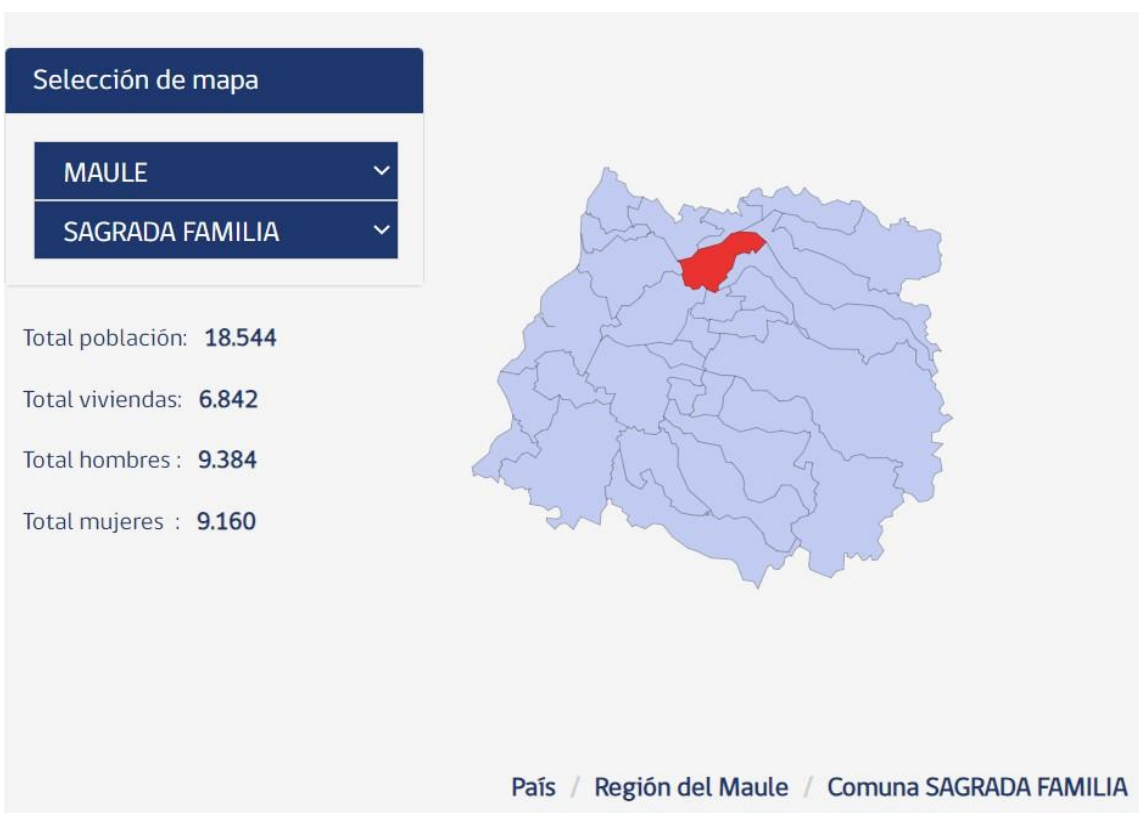 Selección de mapa
MAULE
SAGRADA FAMILIA
Total población: 18.544
Total viviendas: 6.842
Total hombres : 9.384
Total mujeres : 9.160
País / Región del Maule / Comuna SAGRADA FAMILIA